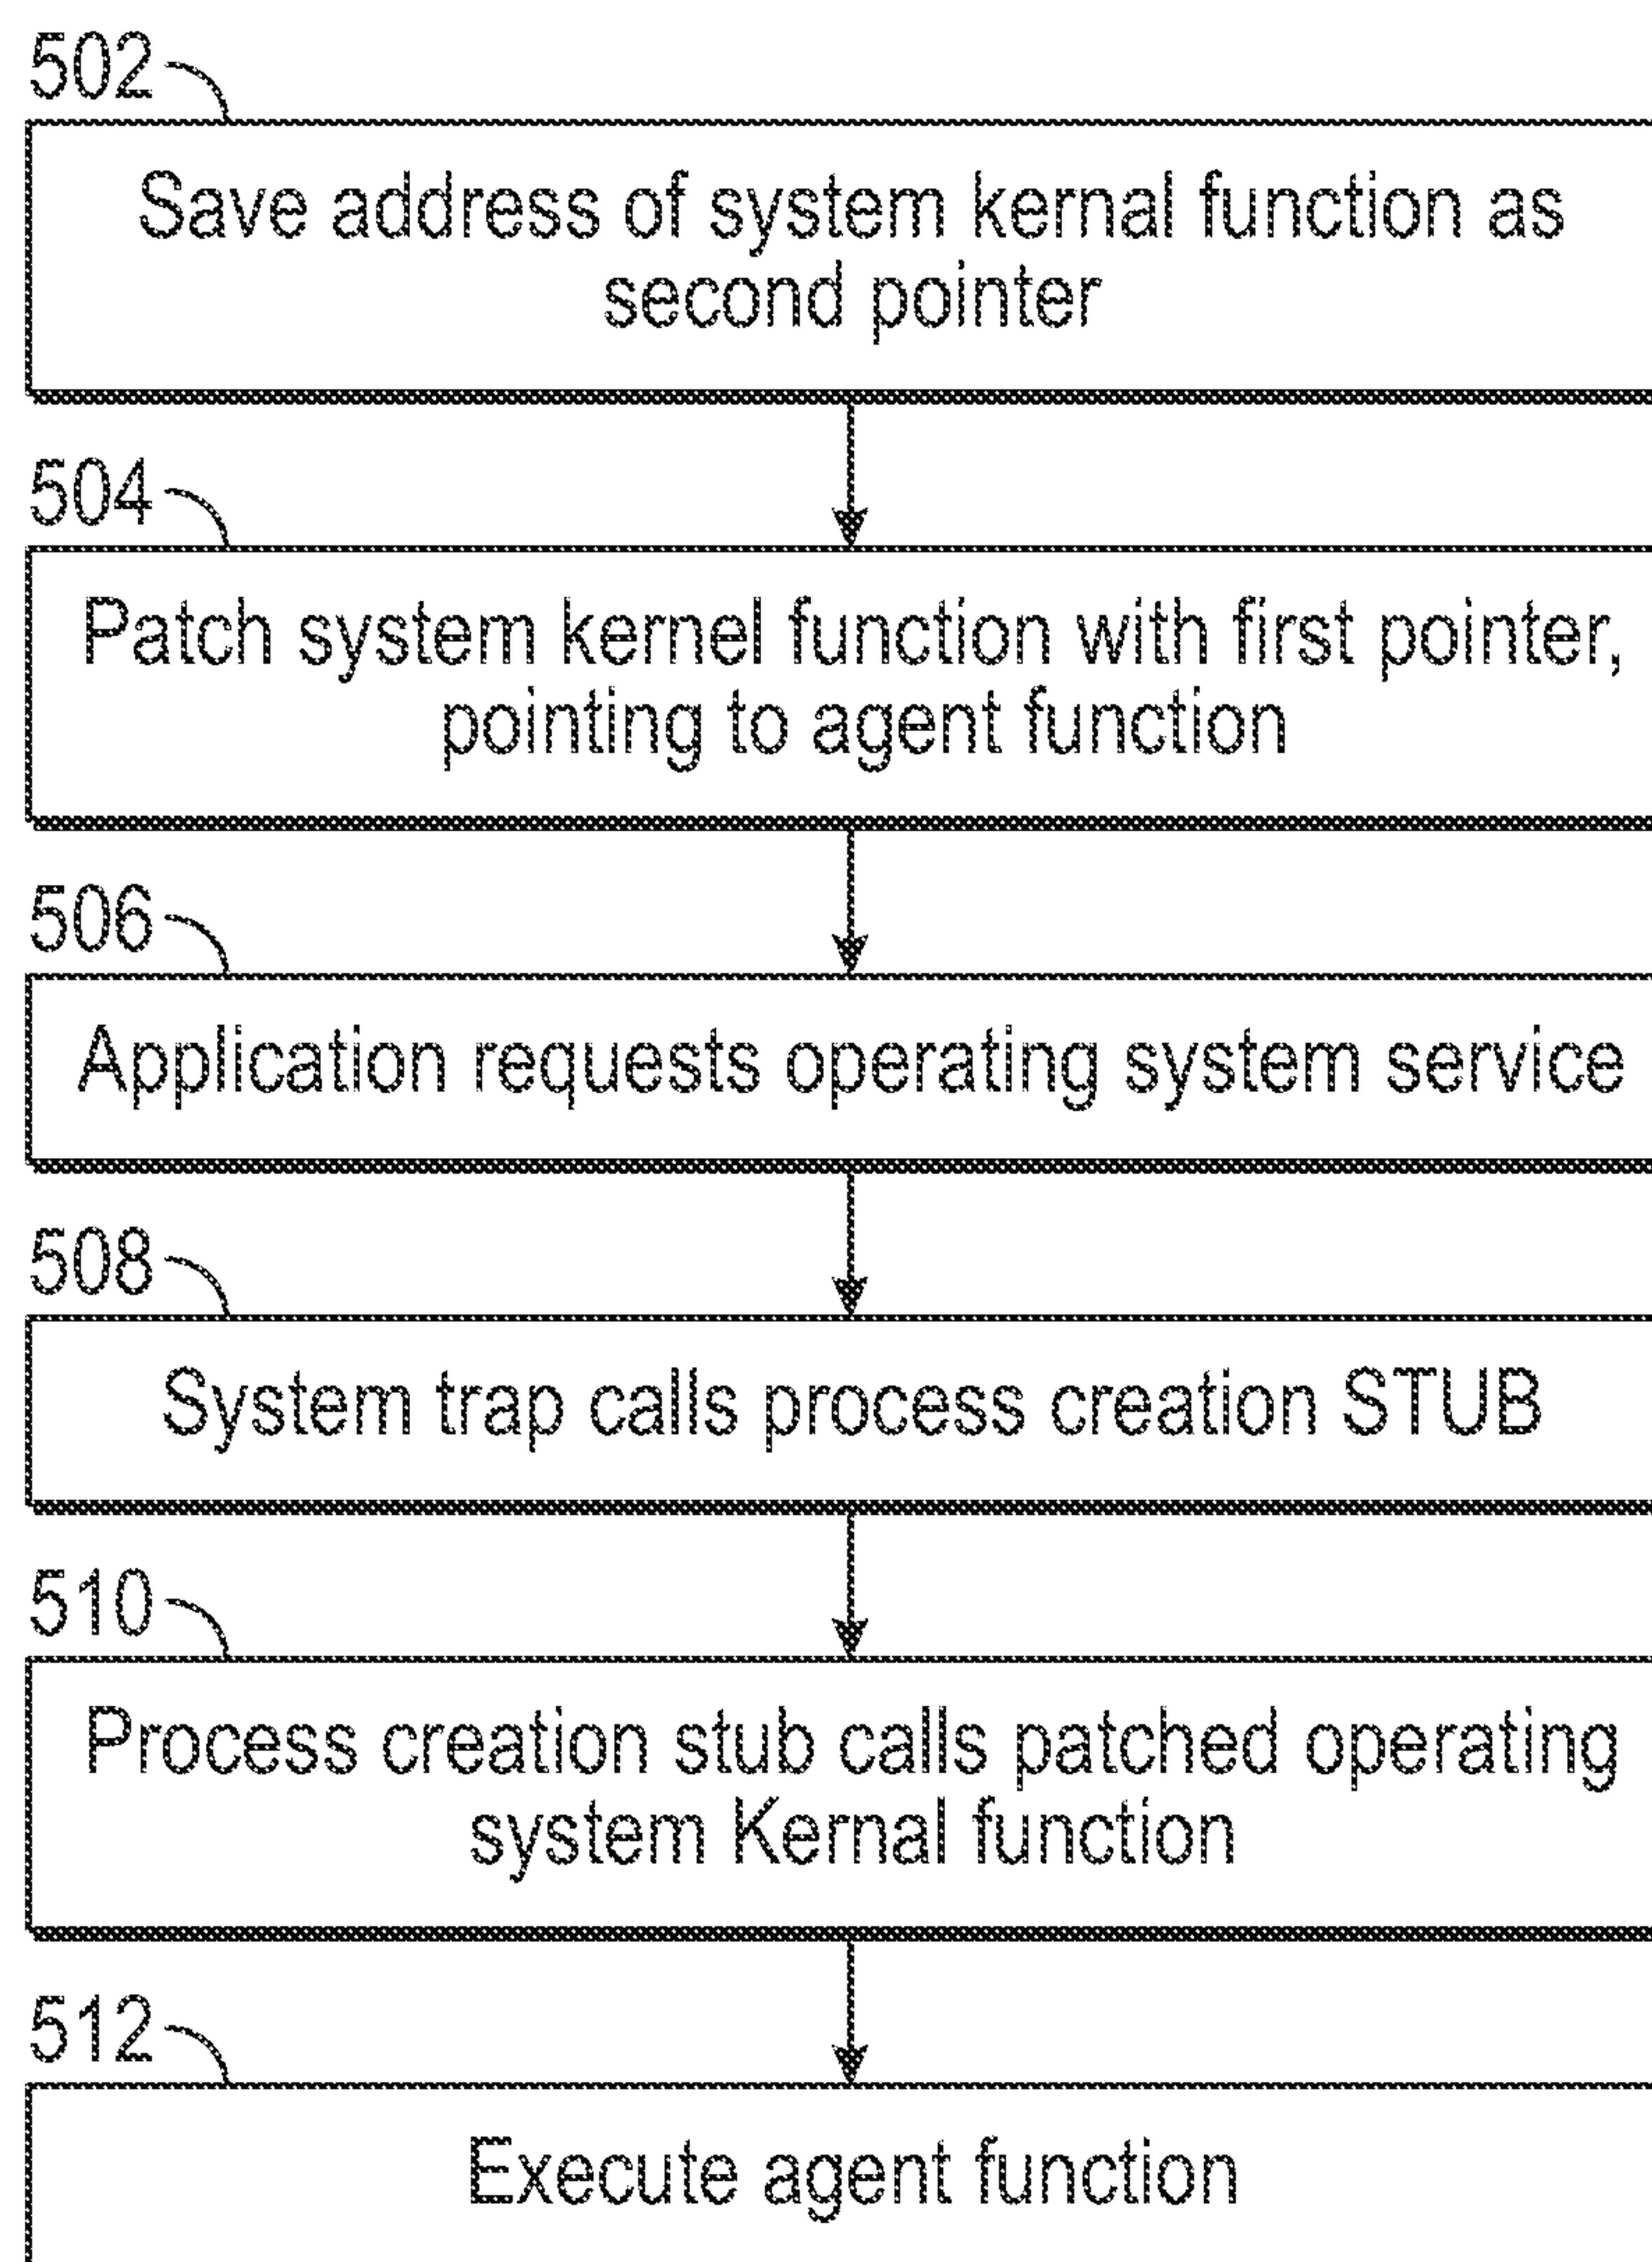 502
Save address of system kernal function as
second pointer
504
Patch system kernel function with first pointer,
pointing to agent function
506
Application requests operating system service
508
System trap calls process creation STUB
510
Process creation stub calls patched operating
system Kernal function
512
Execute agent function